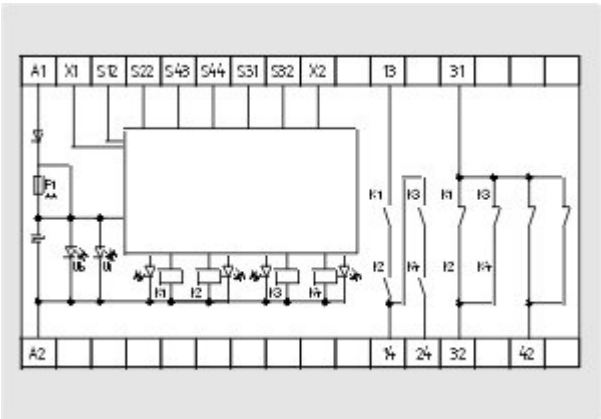 A1 X1 S12 S22 S43 S44 S31 S32 X2 13 31
F1
K1 K3 K1 K3
Ub Ui
K2 K4 K2 K4
K1 K2 K3 K4
A2 14 24 32 42